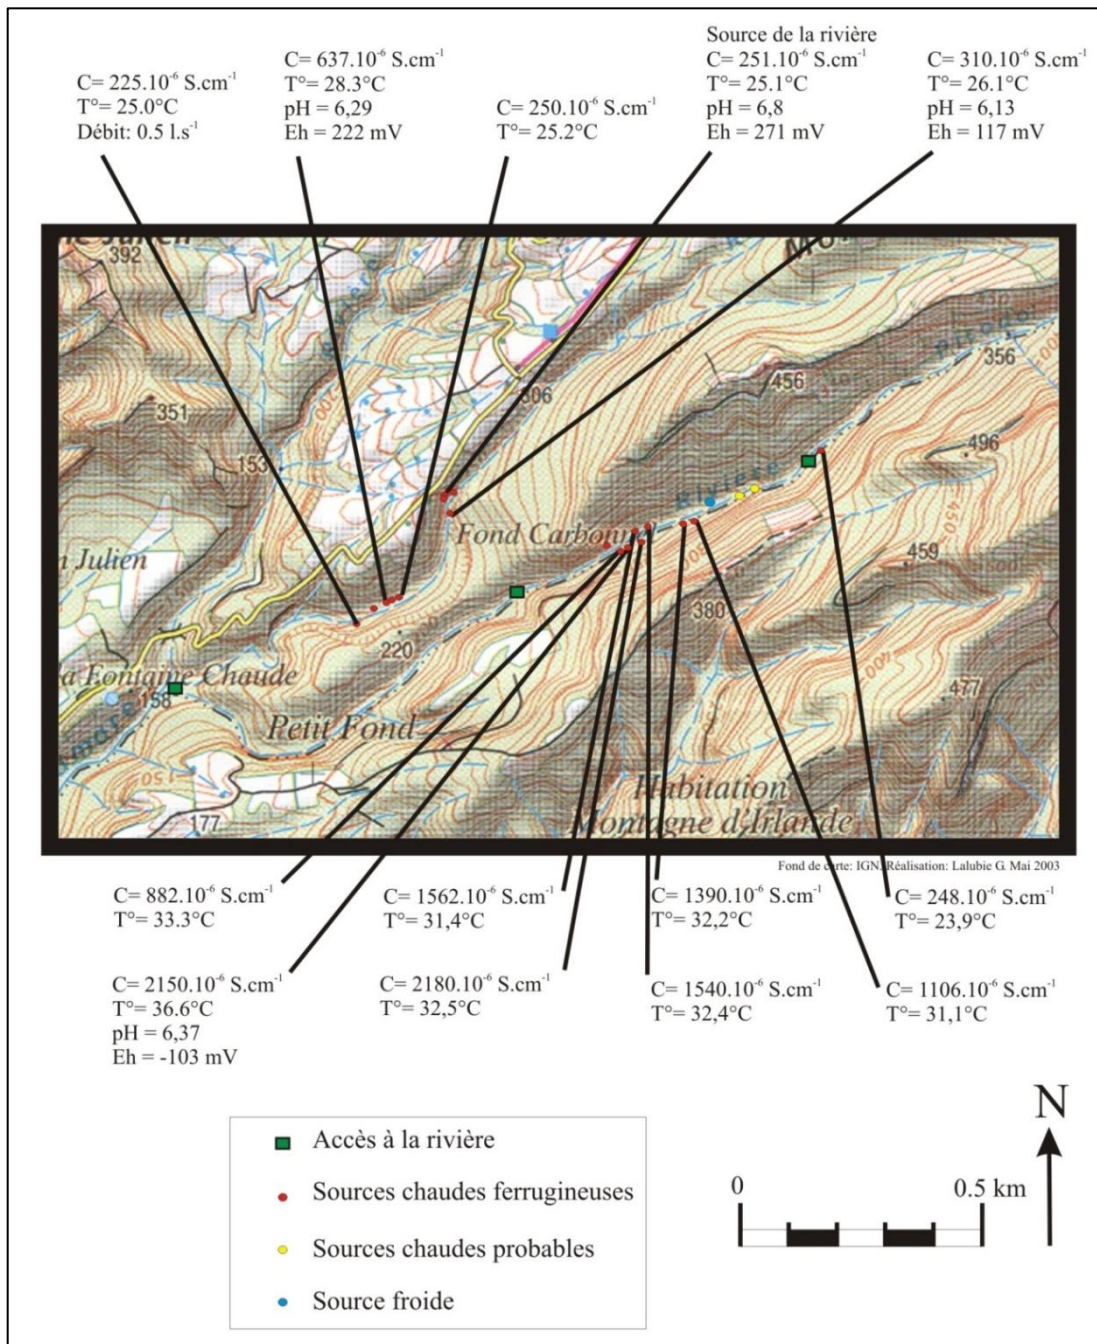 C= 225.10⁻⁶ S.cm⁻¹
T°= 25.0°C
Débit: 0.5 l.s⁻¹
C= 637.10⁻⁶ S.cm⁻¹
T°= 28.3°C
pH = 6,29
Eh = 222 mV
C= 250.10⁻⁶ S.cm⁻¹
T°= 25.2°C
Source de la rivière
C= 251.10⁻⁶ S.cm⁻¹
T°= 25.1°C
pH = 6,8
Eh = 271 mV
C= 310.10⁻⁶ S.cm⁻¹
T°= 26.1°C
pH = 6,13
Eh = 117 mV
Julien
392
Mo
450
356
456
306
351
153
200
Rivière
496
450
Fond Carbonn
n Julien
459
380
400
220
a Fontaine Chaude
158
477
Petit Fond
150
177
Habitation
Montagne d'Irlande
Fond de carte: IGN. Réalisation: Lalubie G. Mai 2003
C= 882.10⁻⁶ S.cm⁻¹
T°= 33.3°C
C= 1562.10⁻⁶ S.cm⁻¹
T°= 31,4°C
C= 1390.10⁻⁶ S.cm⁻¹
T°= 32,2°C
C= 248.10⁻⁶ S.cm⁻¹
T°= 23,9°C
C= 2150.10⁻⁶ S.cm⁻¹
T°= 36.6°C
pH = 6,37
Eh = -103 mV
C= 2180.10⁻⁶ S.cm⁻¹
T°= 32,5°C
C= 1540.10⁻⁶ S.cm⁻¹
T°= 32,4°C
C= 1106.10⁻⁶ S.cm⁻¹
T°= 31,1°C
Accès à la rivière
Sources chaudes ferrugineuses
Sources chaudes probables
Source froide
N
0 0.5 km